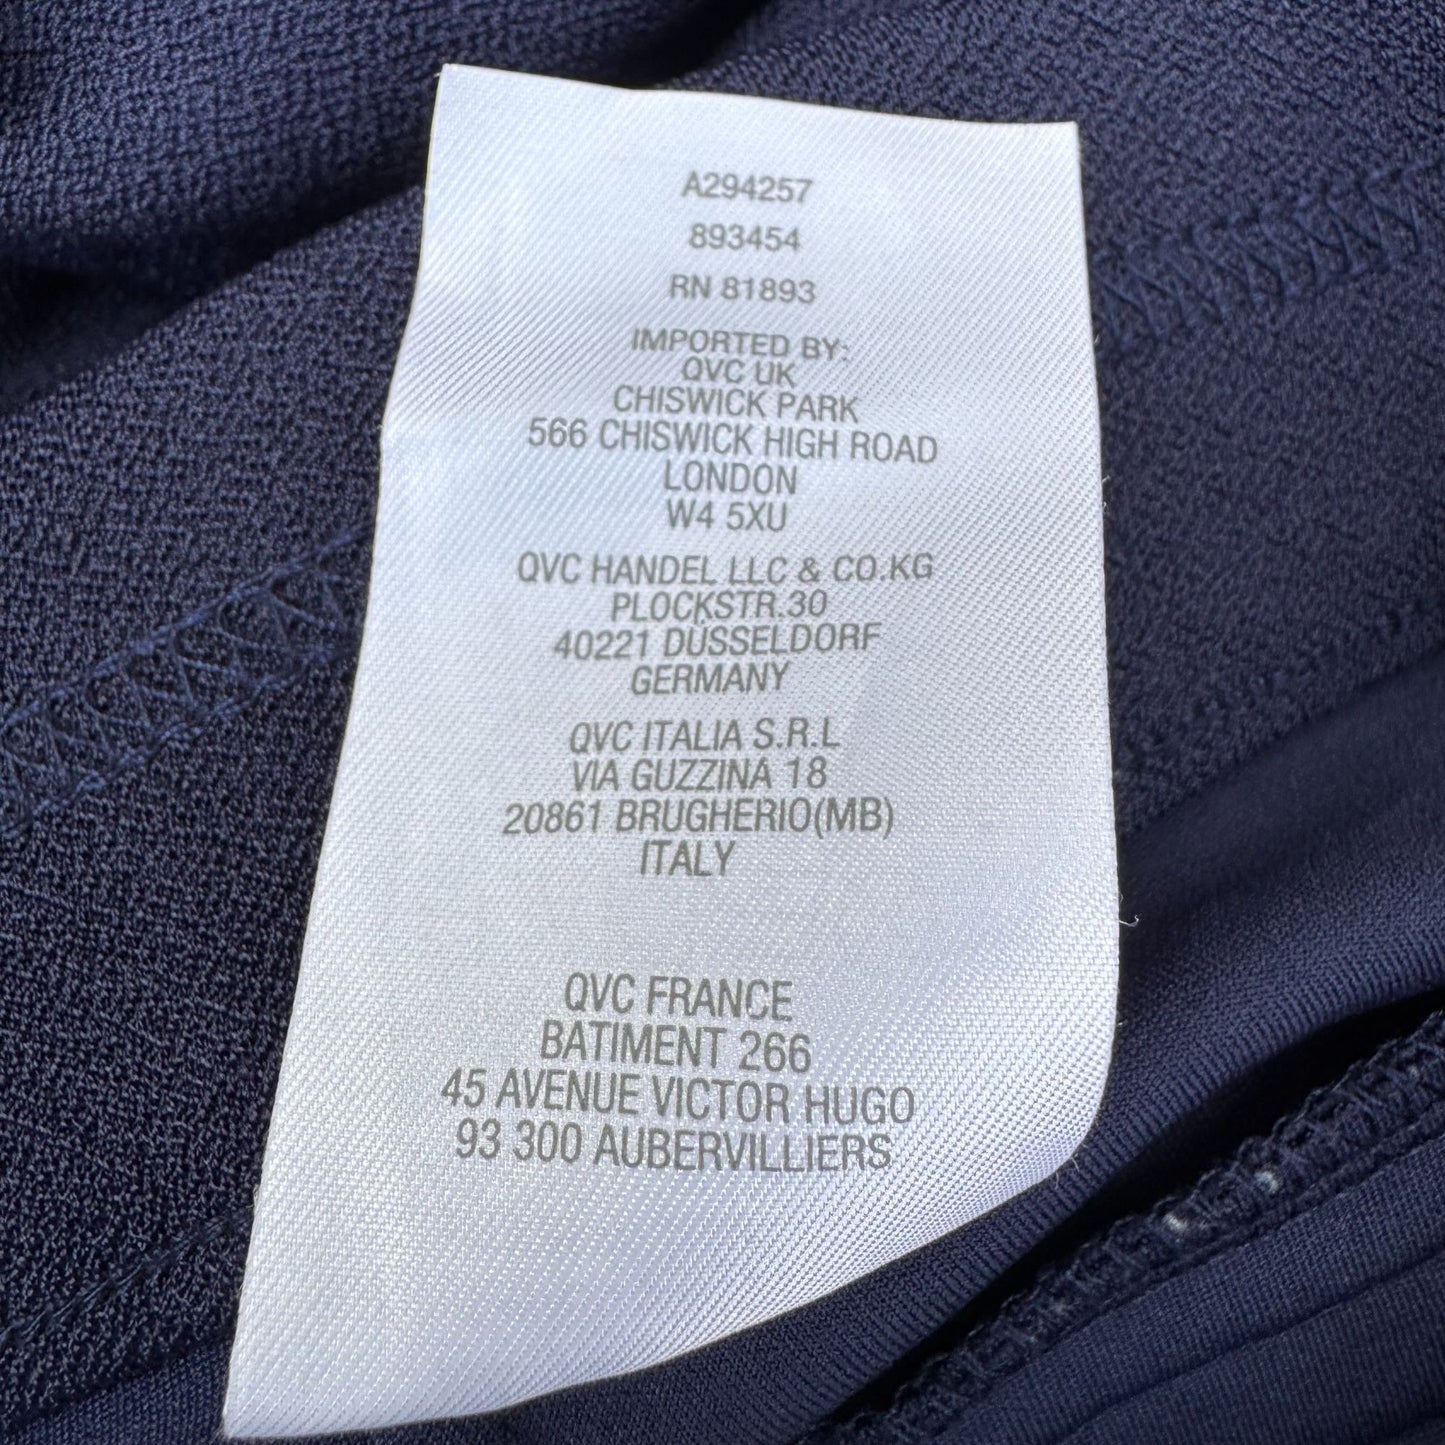 A294257
893454
RN 81893
IMPORTED BY:
QVC UK
CHISWICK PARK
566 CHISWICK HIGH ROAD
LONDON
W4 5XU
QVC HANDEL LLC & CO.KG
PLOCKSTR.30
40221 DÜSSELDORF
GERMANY
QVC ITALIA S.R.L
VIA GUZZINA 18
20861 BRUGHERIO(MB)
ITALY
QVC FRANCE
BATIMENT 266
45 AVENUE VICTOR HUGO
93 300 AUBERVILLIERS